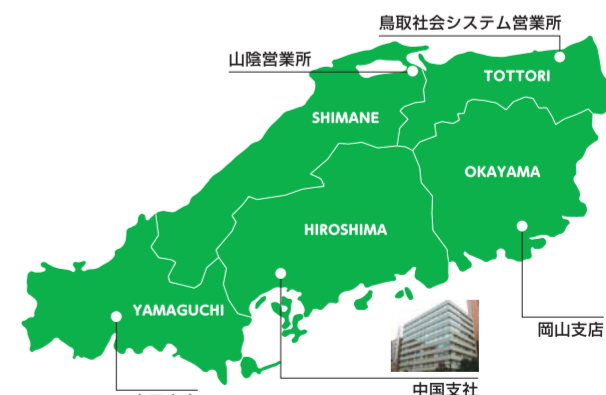 鳥取社会システム営業所
山陰営業所
TOTTORI
SHIMANE
OKAYAMA
HIROSHIMA
YAMAGUCHI
岡山支店
中国支社